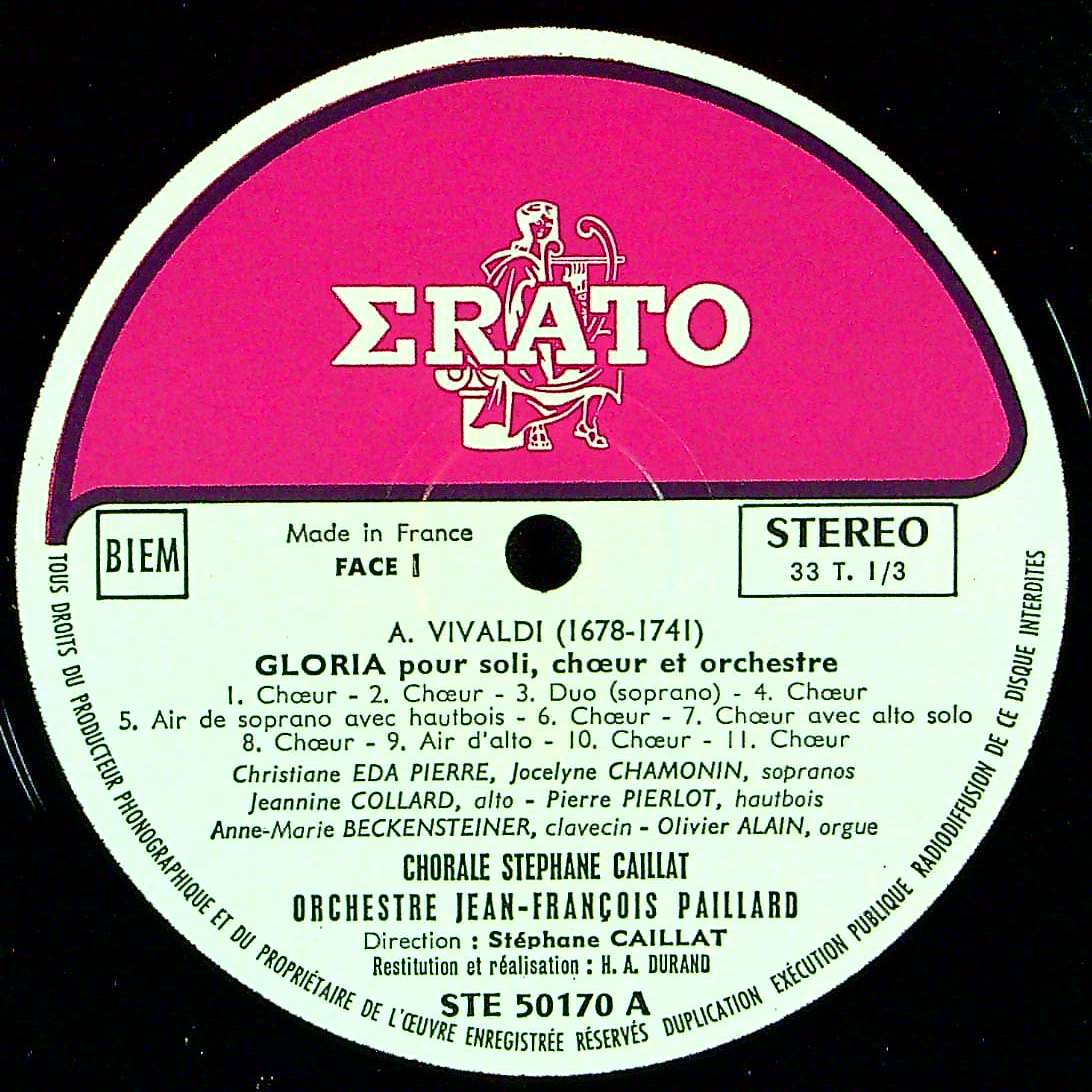 ΣRATO
BIEM
Made in France
FACE 1
STEREO
33 T. 1/3
A. VIVALDI (1678-1741)
GLORIA pour soli, chœur et orchestre
1. Chœur - 2. Chœur - 3. Duo (soprano) - 4. Chœur
5. Air de soprano avec hautbois - 6. Chœur - 7. Chœur avec alto solo
8. Chœur - 9. Air d'alto - 10. Chœur - 11. Chœur
Christiane EDA PIERRE, Jocelyne CHAMONIN, sopranos
Jeannine COLLARD, alto - Pierre PIERLOT, hautbois
Anne-Marie BECKENSTEINER, clavecin - Olivier ALAIN, orgue
CHORALE STEPHANE CAILLAT
ORCHESTRE JEAN-FRANÇOIS PAILLARD
Direction : Stéphane CAILLAT
Restitution et réalisation : H. A. DURAND
STE 50170 A
TOUS DROITS DU PRODUCTEUR PHONOGRAPHIQUE ET DU PROPRIÉTAIRE DE L'ŒUVRE ENREGISTRÉE RÉSERVÉS DUPLICATION EXÉCUTION PUBLIQUE RADIODIFFUSION DE CE DISQUE INTERDITES